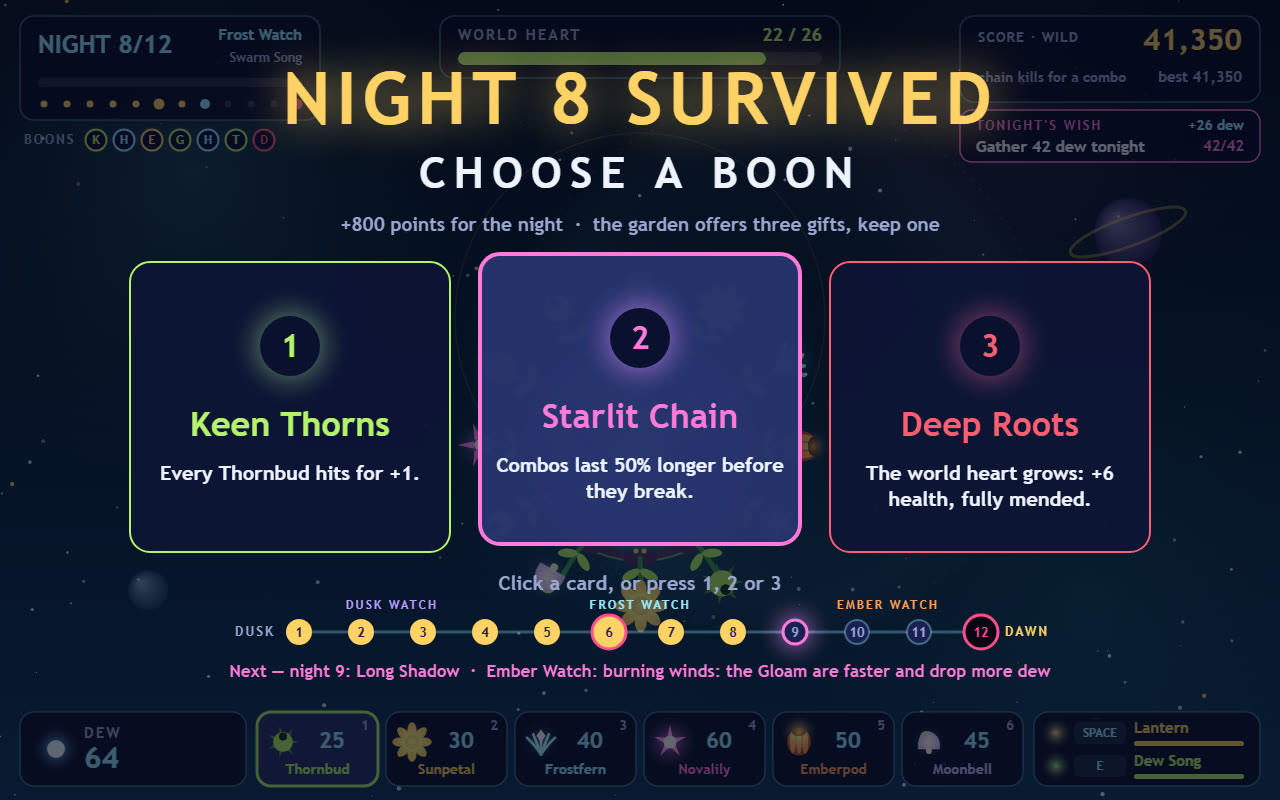 NIGHT 8/12
Frost Watch
Swarm Song
BOONS K H E G H T D
WORLD HEART 22 / 26
SCORE · WILD 41,350
chain kills for a combo best 41,350
TONIGHT'S WISH +26 dew
Gather 42 dew tonight 42/42
NIGHT 8 SURVIVED
CHOOSE A BOON
+800 points for the night · the garden offers three gifts, keep one
1
Keen Thorns
Every Thornbud hits for +1.
2
Starlit Chain
Combos last 50% longer before
they break.
3
Deep Roots
The world heart grows: +6
health, fully mended.
Click a card, or press 1, 2 or 3
DUSK WATCH FROST WATCH EMBER WATCH
DUSK 1 2 3 4 5 6 7 8 9 10 11 12 DAWN
Next — night 9: Long Shadow · Ember Watch: burning winds: the Gloam are faster and drop more dew
DEW
64
1
25
Thornbud
2
30
Sunpetal
3
40
Frostfern
4
60
Novalily
5
50
Emberpod
6
45
Moonbell
SPACE Lantern
E Dew Song